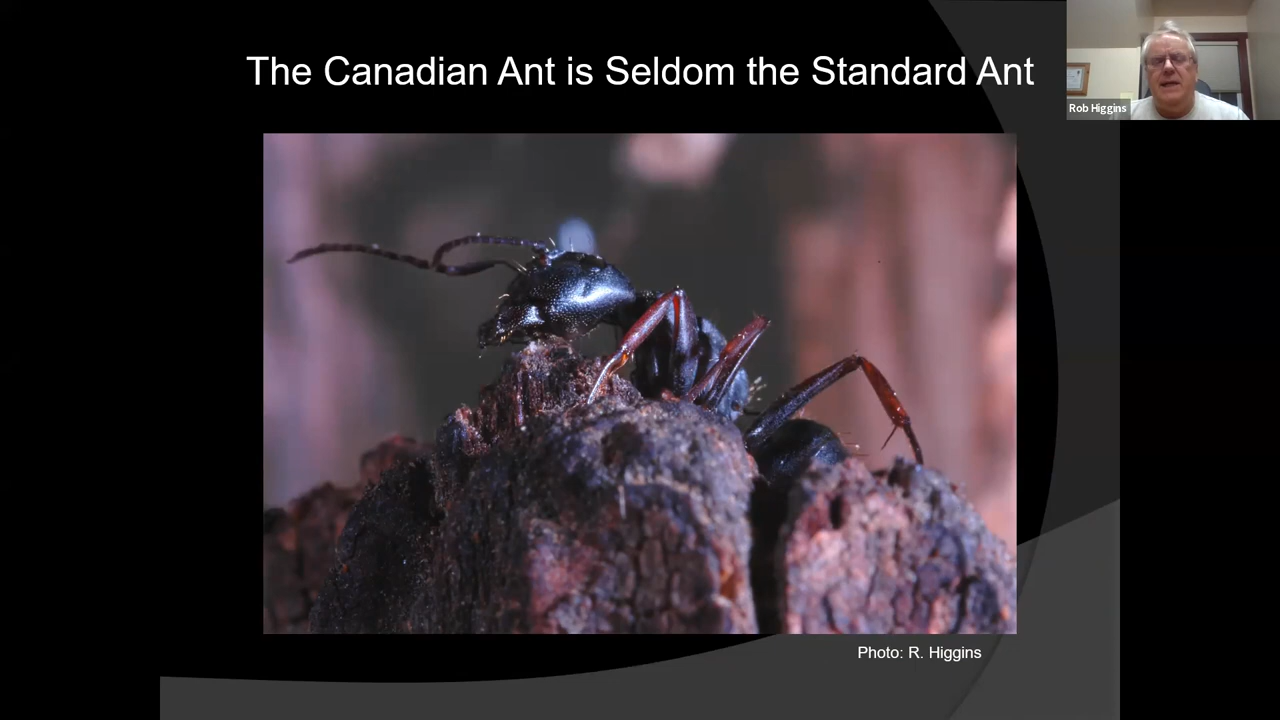 The Canadian Ant is Seldom the Standard Ant
Rob Higgins
Photo: R. Higgins